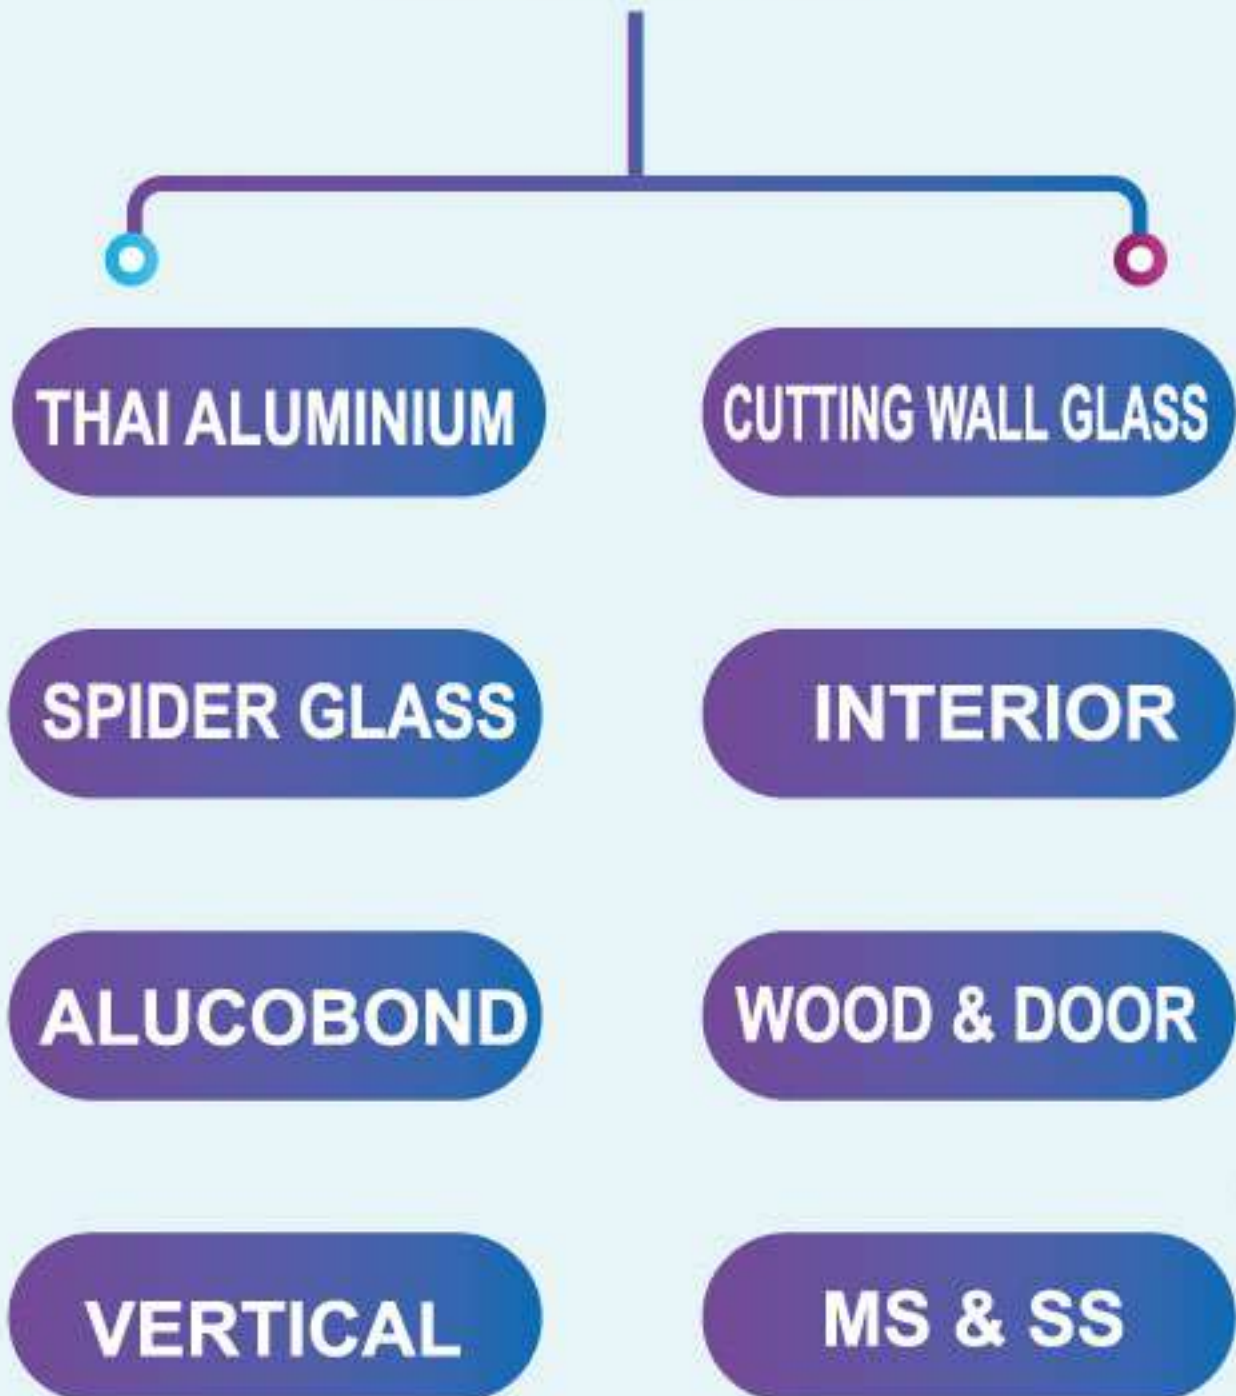 THAI ALUMINIUM
CUTTING WALL GLASS
SPIDER GLASS
INTERIOR
ALUCOBOND
WOOD & DOOR
VERTICAL
MS & SS